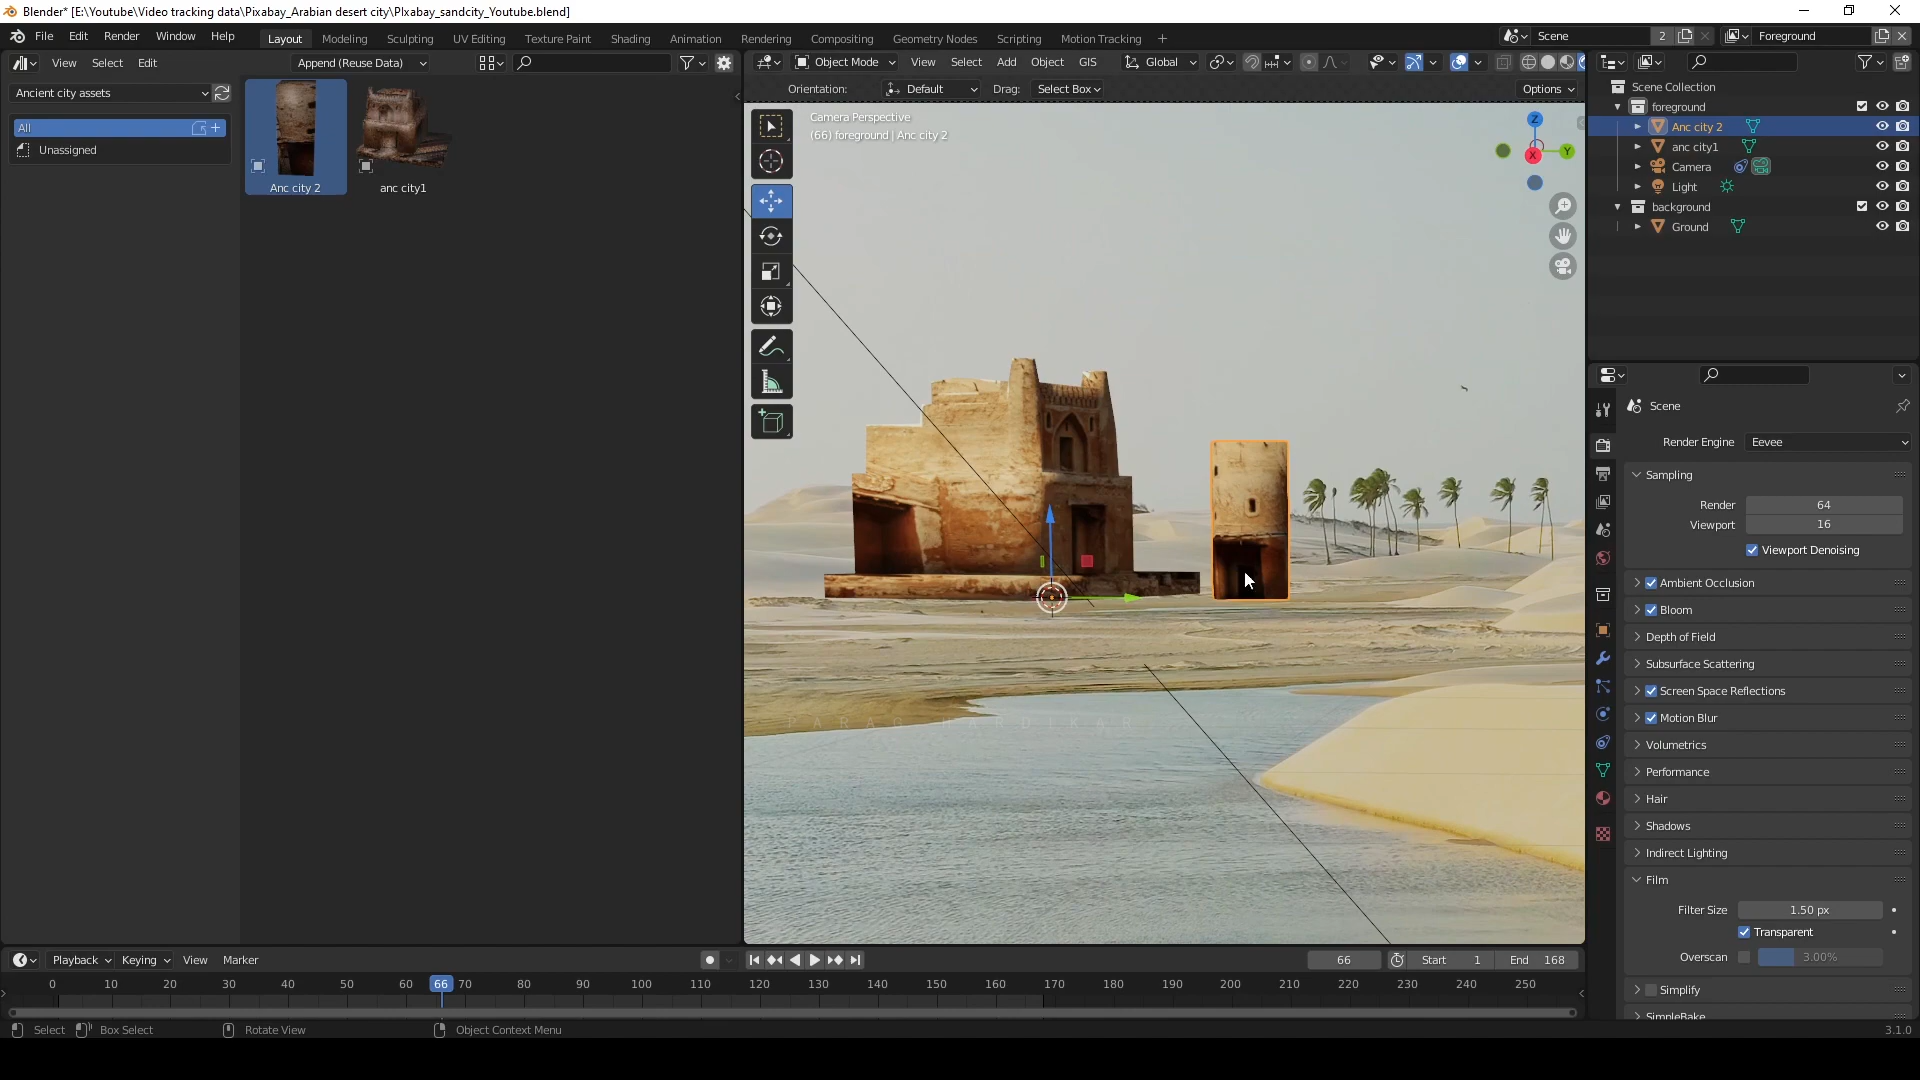 Blender* [E:\Youtube\Video tracking data\Pixabay_Arabian desert city\PIxabay_sandcity_Youtube.blend]
File Edit Render Window Help Layout Modeling Sculpting UV Editing Texture Paint Shading Animation Rendering Compositing Geometry Nodes Scripting Motion Tracking + Scene 2 Foreground
View Select Edit Append (Reuse Data) Object Mode View Select Add Object GIS Global
Ancient city assets Orientation: Default Drag: Select Box Options
All
Unassigned
Anc city 2 anc city1
Camera Perspective
(66) foreground | Anc city 2
Z
Y
X
Scene Collection
foreground
Anc city 2
anc city1
Camera
Light
background
Ground
Scene
Render Engine Eevee
Sampling
Render 64
Viewport 16
Viewport Denoising
Ambient Occlusion
Bloom
Depth of Field
Subsurface Scattering
Screen Space Reflections
Motion Blur
Volumetrics
Performance
Hair
Shadows
Indirect Lighting
Film
Filter Size 1.50 px
Transparent
Overscan 3.00%
Simplify
SimpleBake
Playback Keying View Marker 66 Start 1 End 168
0 10 20 30 40 50 60 66 70 80 90 100 110 120 130 140 150 160 170 180 190 200 210 220 230 240 250
Select Box Select Rotate View Object Context Menu 3.1.0